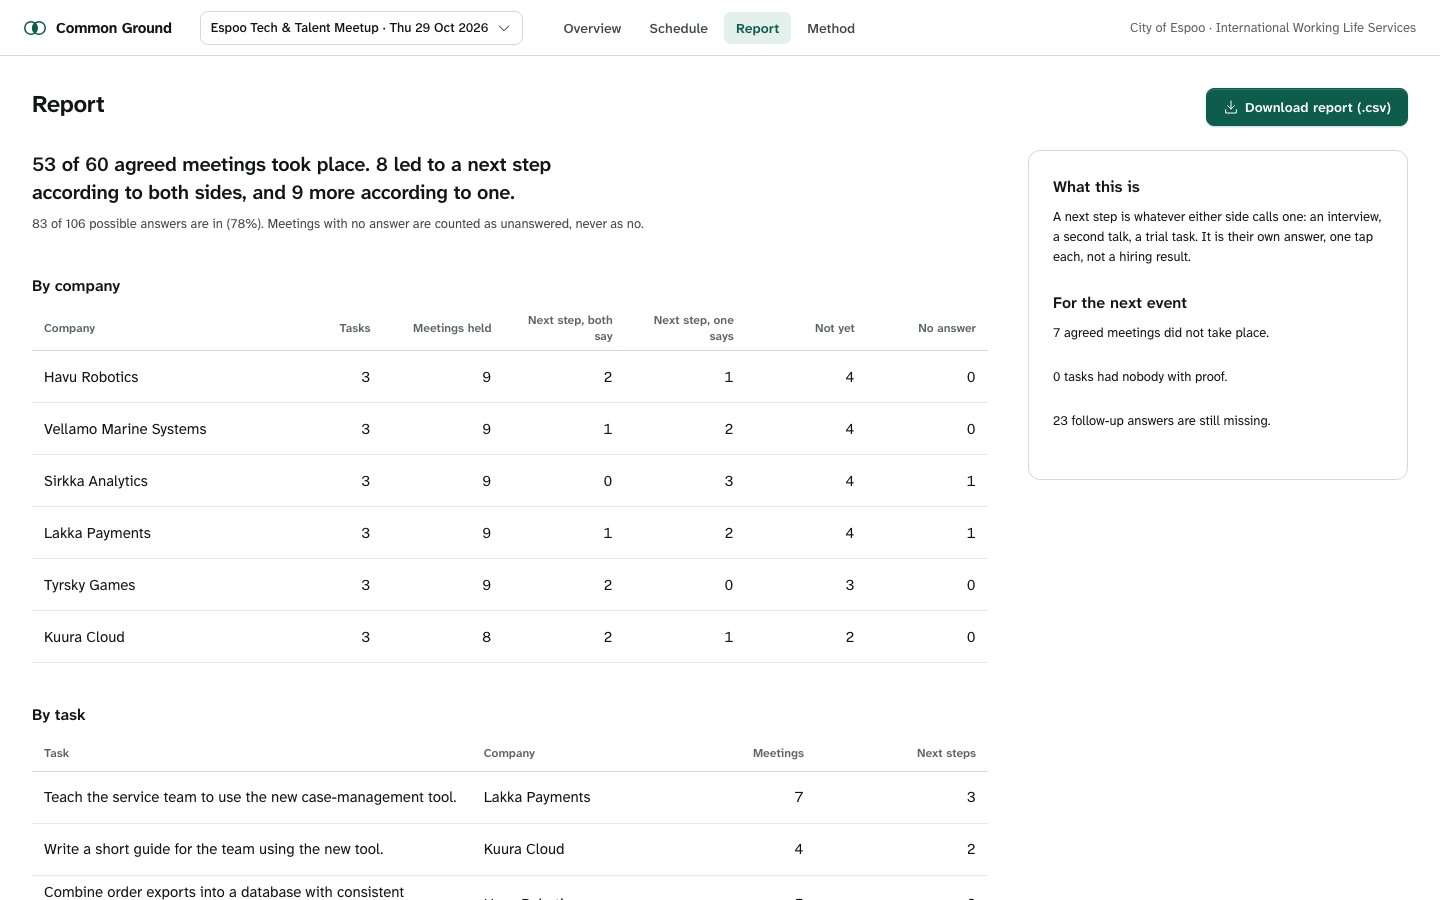 Common Ground
Espoo Tech & Talent Meetup · Thu 29 Oct 2026
Overview
Schedule
Report
Method
City of Espoo · International Working Life Services
Report
Download report (.csv)
53 of 60 agreed meetings took place. 8 led to a next step
according to both sides, and 9 more according to one.
83 of 106 possible answers are in (78%). Meetings with no answer are counted as unanswered, never as no.
What this is
A next step is whatever either side calls one: an interview,
a second talk, a trial task. It is their own answer, one tap
each, not a hiring result.
For the next event
7 agreed meetings did not take place.
0 tasks had nobody with proof.
23 follow-up answers are still missing.
By company
Company Tasks Meetings held Next step, both say Next step, one says Not yet No answer
Havu Robotics 3 9 2 1 4 0
Vellamo Marine Systems 3 9 1 2 4 0
Sirkka Analytics 3 9 0 3 4 1
Lakka Payments 3 9 1 2 4 1
Tyrsky Games 3 9 2 0 3 0
Kuura Cloud 3 8 2 1 2 0
By task
Task Company Meetings Next steps
Teach the service team to use the new case-management tool. Lakka Payments 7 3
Write a short guide for the team using the new tool. Kuura Cloud 4 2
Combine order exports into a database with consistent